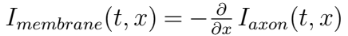 $I_{membrane}(t, x) = -\frac{\partial}{\partial x} I_{axon}(t, x)$